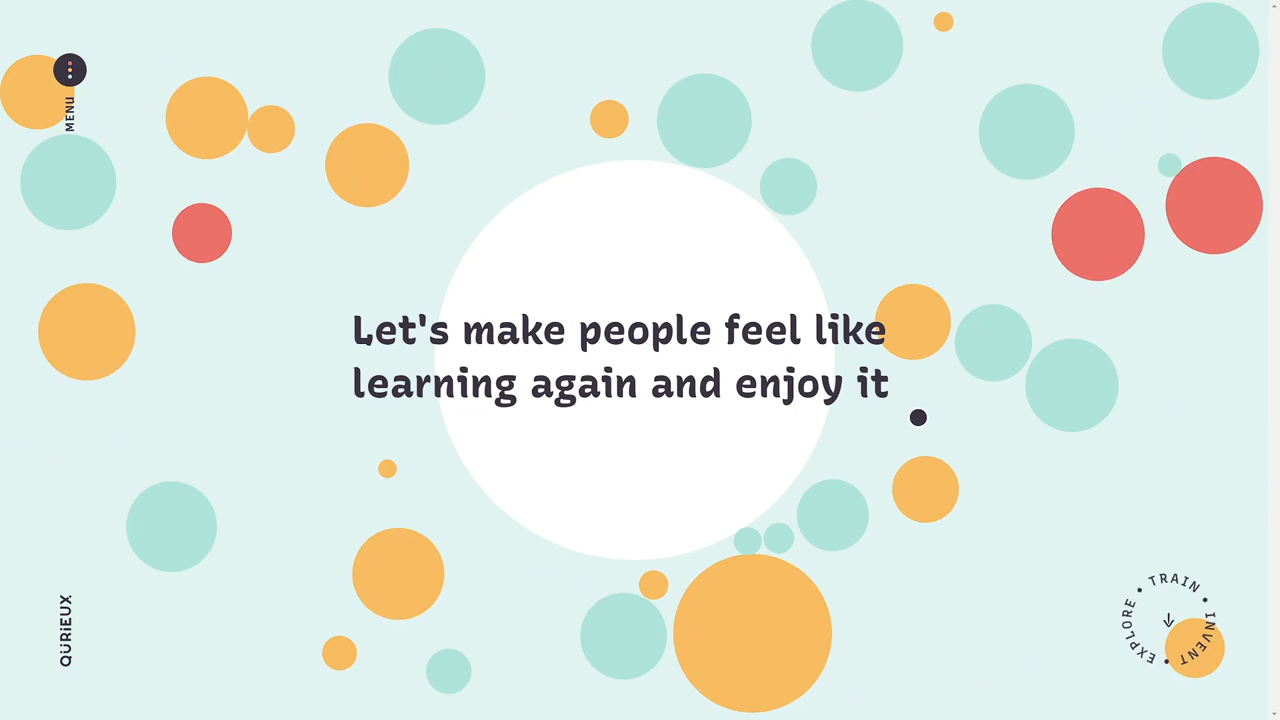 MENU
Let's make people feel like
learning again and enjoy it
QÜRiEUX
TRAIN • INVENT • EXPLORE •